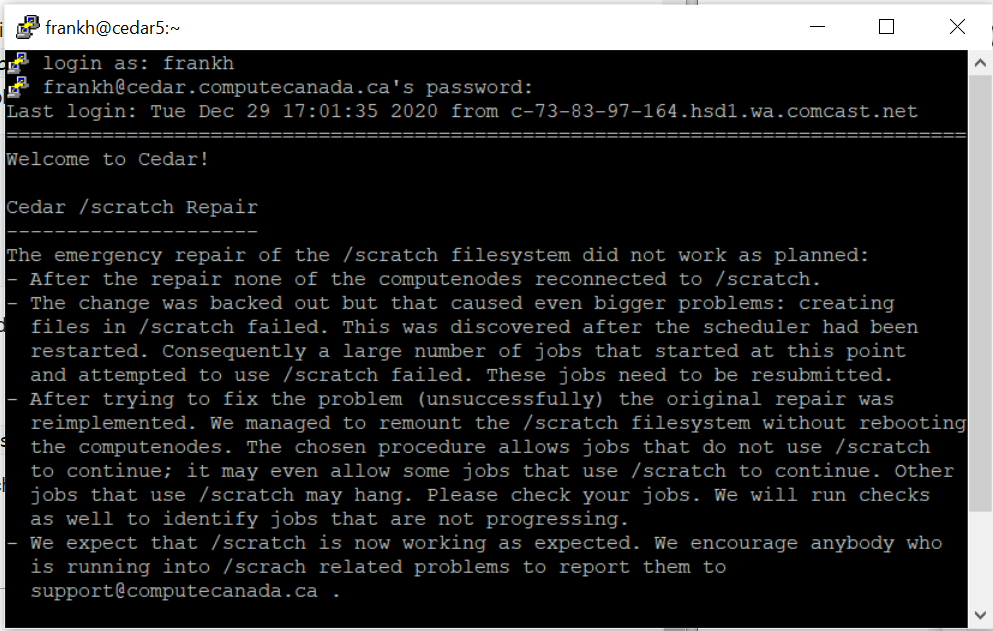 frankh@cedar5:~
login as: frankh
frankh@cedar.computecanada.ca's password:
Last login: Tue Dec 29 17:01:35 2020 from c-73-83-97-164.hsd1.wa.comcast.net
================================================================================
Welcome to Cedar!
Cedar /scratch Repair
---------------------
The emergency repair of the /scratch filesystem did not work as planned:
- After the repair none of the computenodes reconnected to /scratch.
- The change was backed out but that caused even bigger problems: creating
files in /scratch failed. This was discovered after the scheduler had been
restarted. Consequently a large number of jobs that started at this point
and attempted to use /scratch failed. These jobs need to be resubmitted.
- After trying to fix the problem (unsuccessfully) the original repair was
reimplemented. We managed to remount the /scratch filesystem without rebooting
the computenodes. The chosen procedure allows jobs that do not use /scratch
to continue; it may even allow some jobs that use /scratch to continue. Other
jobs that use /scratch may hang. Please check your jobs. We will run checks
as well to identify jobs that are not progressing.
- We expect that /scratch is now working as expected. We encourage anybody who
is running into /scrach related problems to report them to
support@computecanada.ca .